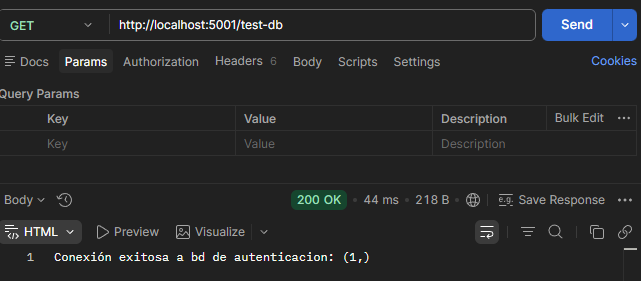 GET http://localhost:5001/test-db Send
Docs Params Authorization Headers 6 Body Scripts Settings Cookies
Query Params
Key Value Description Bulk Edit
Key Value Description
Body 200 OK 44 ms 218 B e.g. Save Response
HTML Preview Visualize
1 Conexión exitosa a bd de autenticacion: (1,)